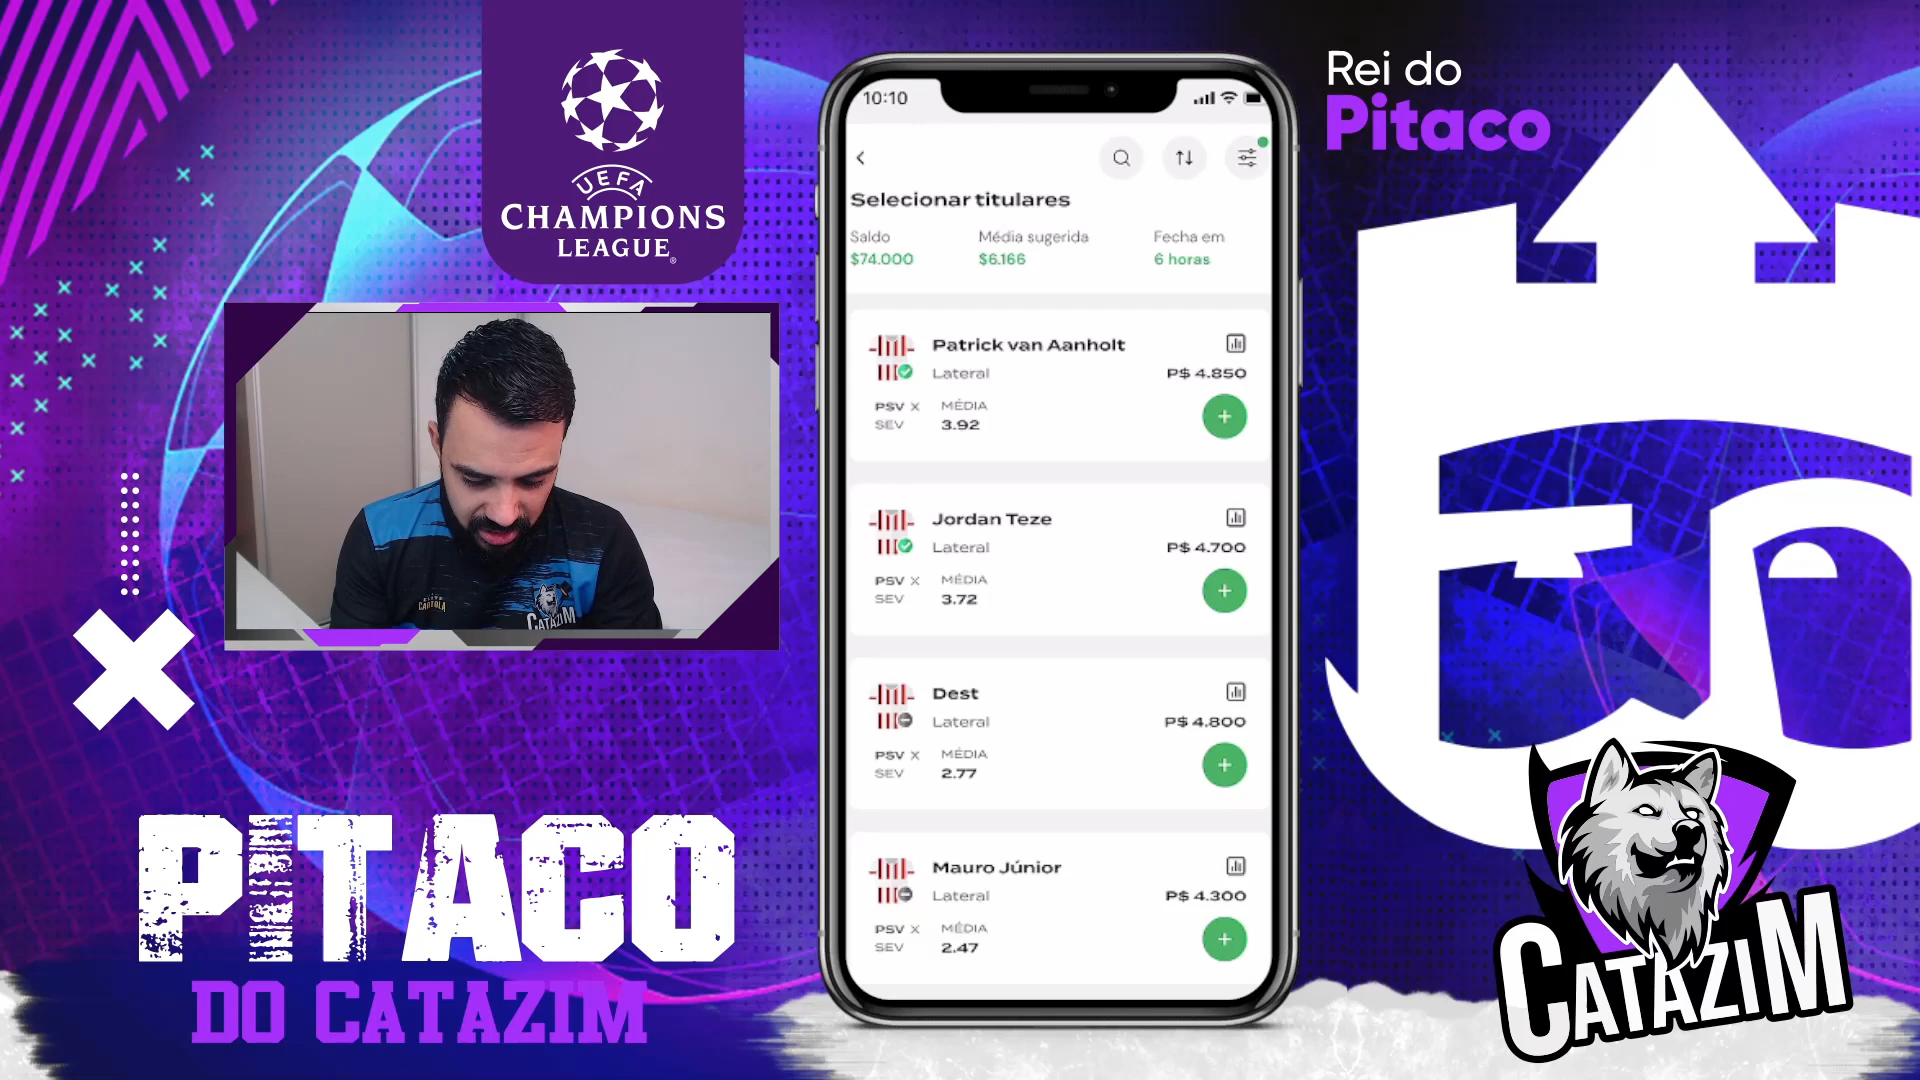 UEFA
CHAMPIONS
LEAGUE
Rei do
Pitaco
10:10
Selecionar titulares
Saldo
$74.000
Média sugerida
$6.166
Fecha em
6 horas
Patrick van Aanholt
Lateral
P$ 4.850
PSV X
SEV
MÉDIA
3.92
Jordan Teze
Lateral
P$ 4.700
PSV X
SEV
MÉDIA
3.72
Dest
Lateral
P$ 4.800
PSV X
SEV
MÉDIA
2.77
Mauro Júnior
Lateral
P$ 4.300
PSV X
SEV
MÉDIA
2.47
CARTOLA
CATAZIM
PITACO
DO CATAZIM
CATAZIM